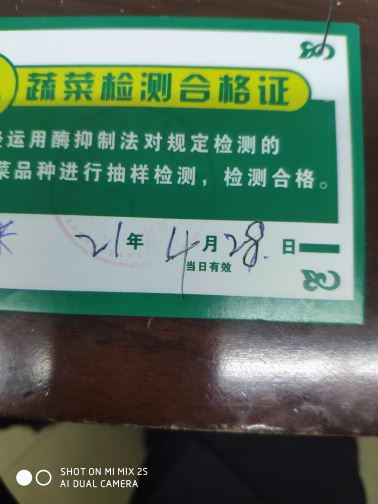 蔬菜检测合格证
运用酶抑制法对规定检测的
菜品种进行抽样检测，检测合格。
21年4月28日
当日有效
SHOT ON MI MIX 2S
AI DUAL CAMERA